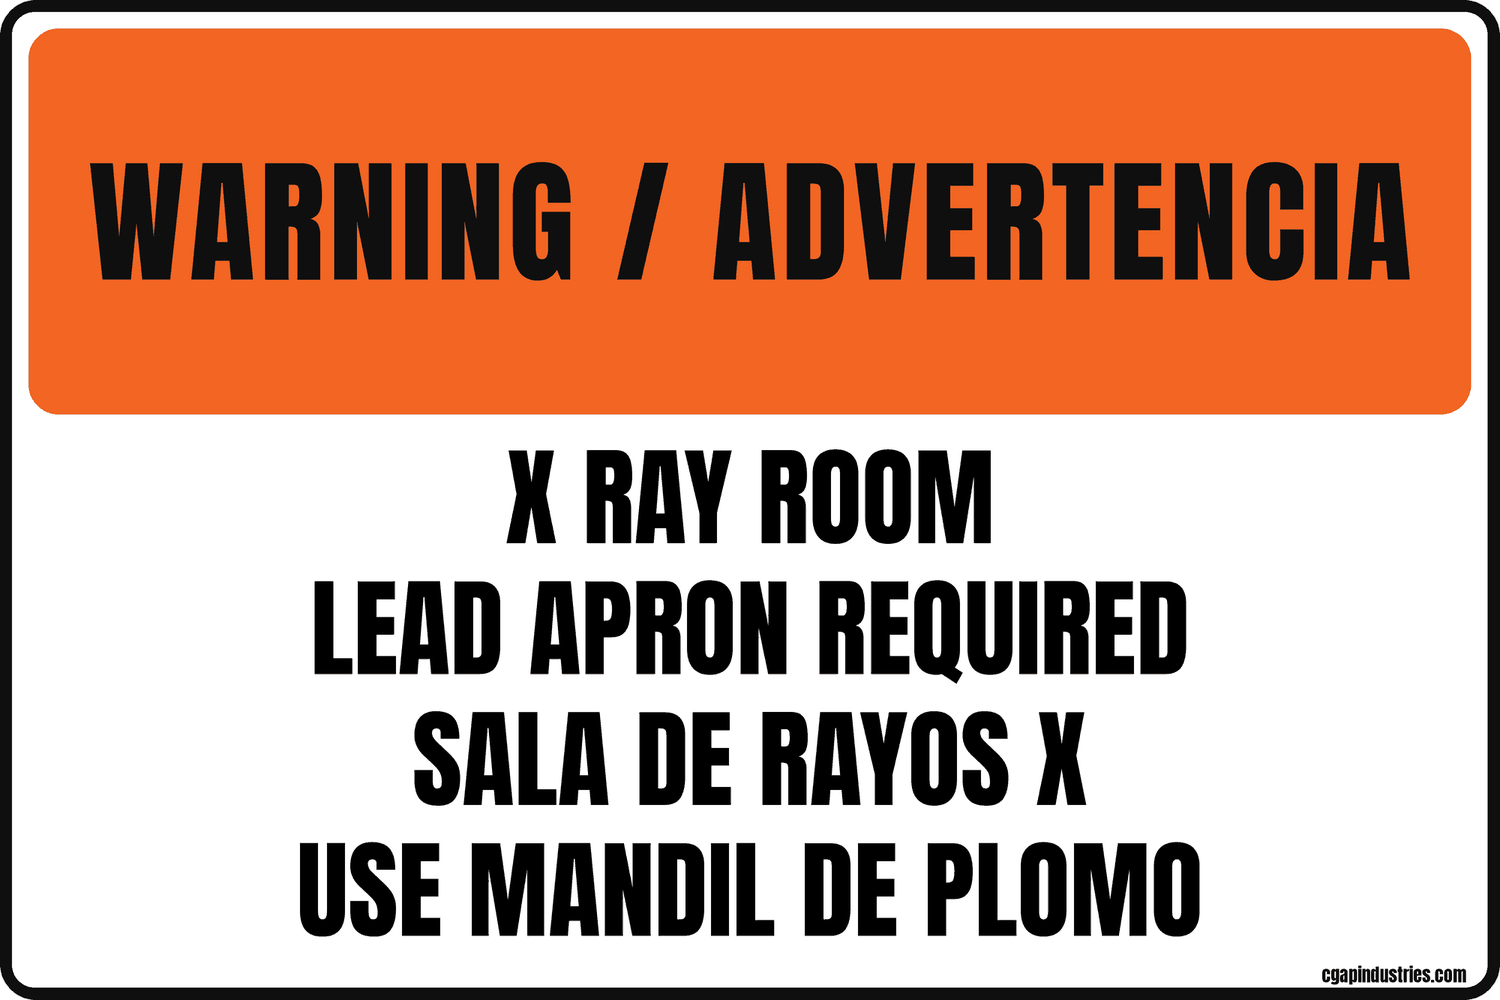 WARNING / ADVERTENCIA
X RAY ROOM
LEAD APRON REQUIRED
SALA DE RAYOS X
USE MANDIL DE PLOMO
cgapindustries.com